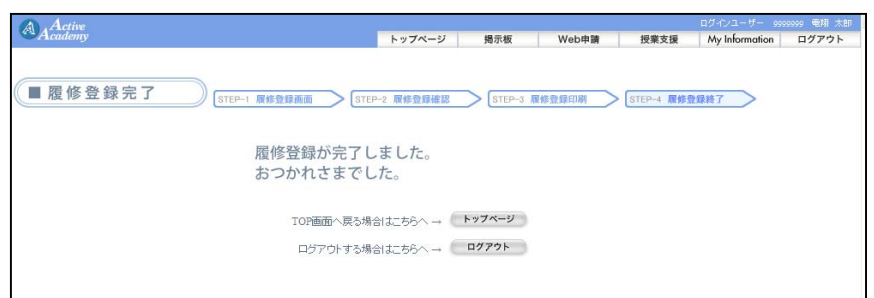 Active
Academy
ログインユーザー 9999999 電翔 太郎
トップページ 掲示板 Web申請 授業支援 My Information ログアウト
■履修登録完了
STEP-1 履修登録画面 STEP-2 履修登録確認 STEP-3 履修登録印刷 STEP-4 履修登録終了
履修登録が完了しました。
おつかれさまでした。
TOP画面へ戻る場合はこちらへ→ トップページ
ログアウトする場合はこちらへ→ ログアウト